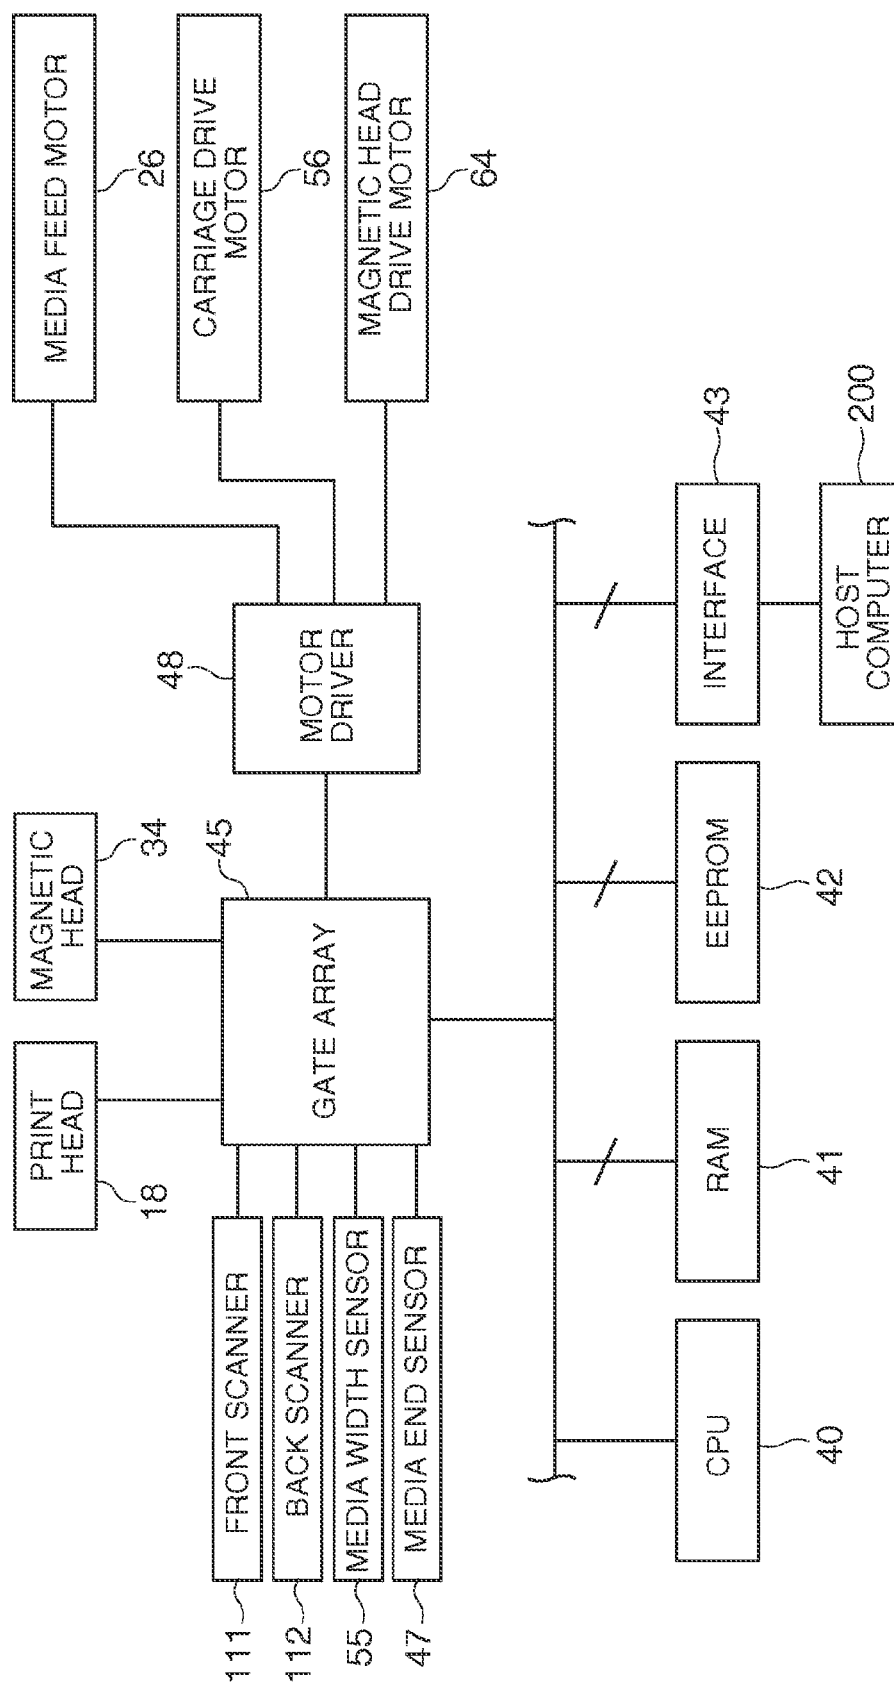 PRINT
HEAD
18
MAGNETIC
HEAD
34
MEDIA FEED MOTOR
26
CARRIAGE DRIVE
MOTOR
56
MAGNETIC HEAD
DRIVE MOTOR
64
48
MOTOR
DRIVER
45
GATE ARRAY
111
FRONT SCANNER
112
BACK SCANNER
55
MEDIA WIDTH SENSOR
47
MEDIA END SENSOR
CPU
40
RAM
41
EEPROM
42
INTERFACE
43
HOST
COMPUTER
200